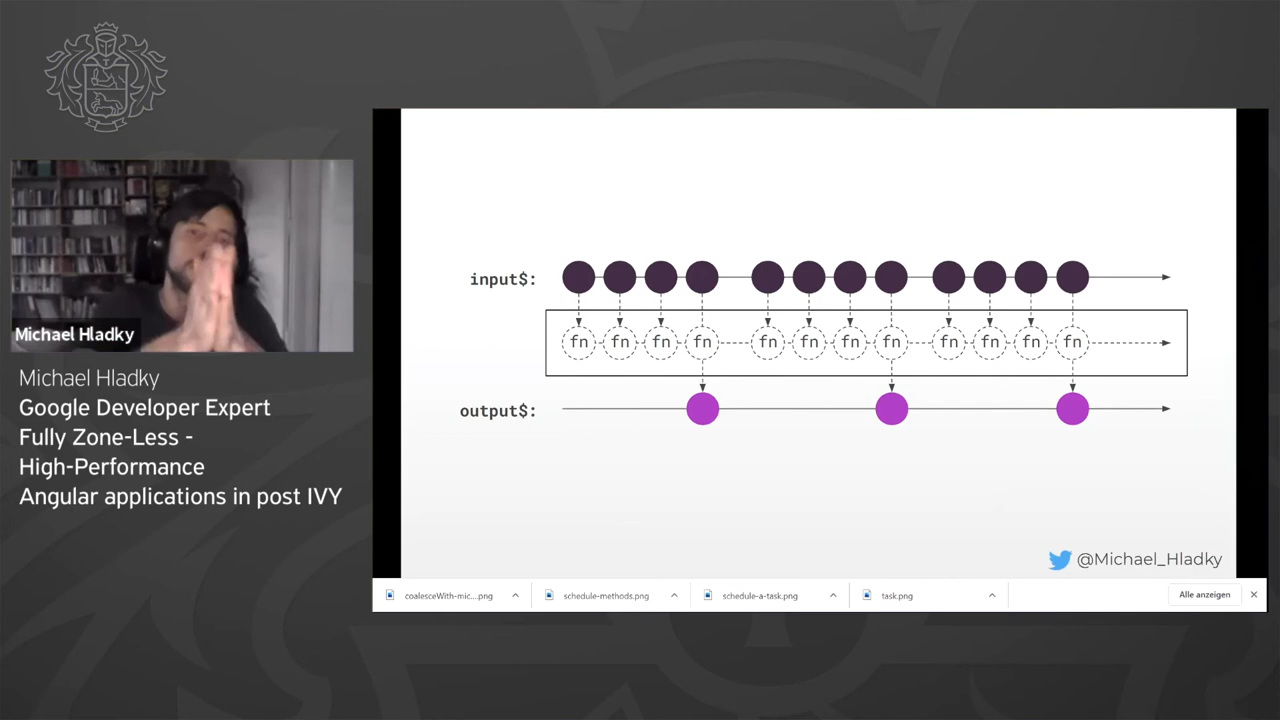 Michael Hladky
Michael Hladky
Google Developer Expert
Fully Zone-Less -
High-Performance
Angular applications in post IVY
input$:
fn fn fn fn fn fn fn fn fn fn fn fn
output$:
@Michael_Hladky
coalesceWith-mic....png
schedule-methods.png
schedule-a-task.png
task.png
Alle anzeigen